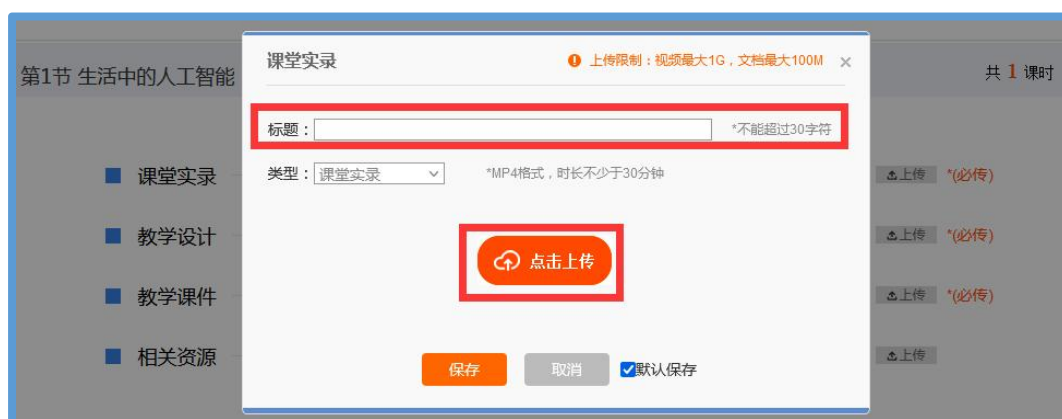 课堂实录
上传限制：视频最大1G，文档最大100M ×
第1节 生活中的人工智能
共 1 课时
标题：
*不能超过30字符
类型：课堂实录
*MP4格式，时长不少于30分钟
课堂实录
上传 *(必传)
教学设计
上传 *(必传)
点击上传
教学课件
上传 *(必传)
相关资源
上传
保存
取消
默认保存